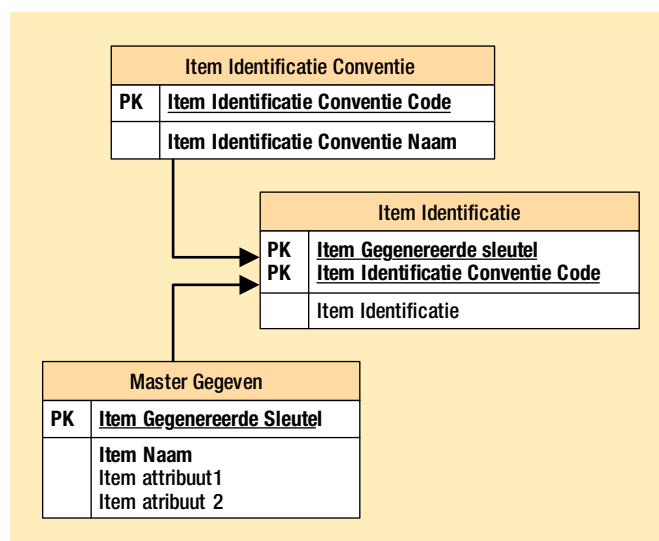 Item Identificatie Conventie
PK Item Identificatie Conventie Code
Item Identificatie Conventie Naam
Item Identificatie
PK Item Gegenereerde sleutel
PK Item Identificatie Conventie Code
Item Identificatie
Master Gegeven
PK Item Gegenereerde Sleutel
Item Naam
Item attribuut1
Item atribuut 2